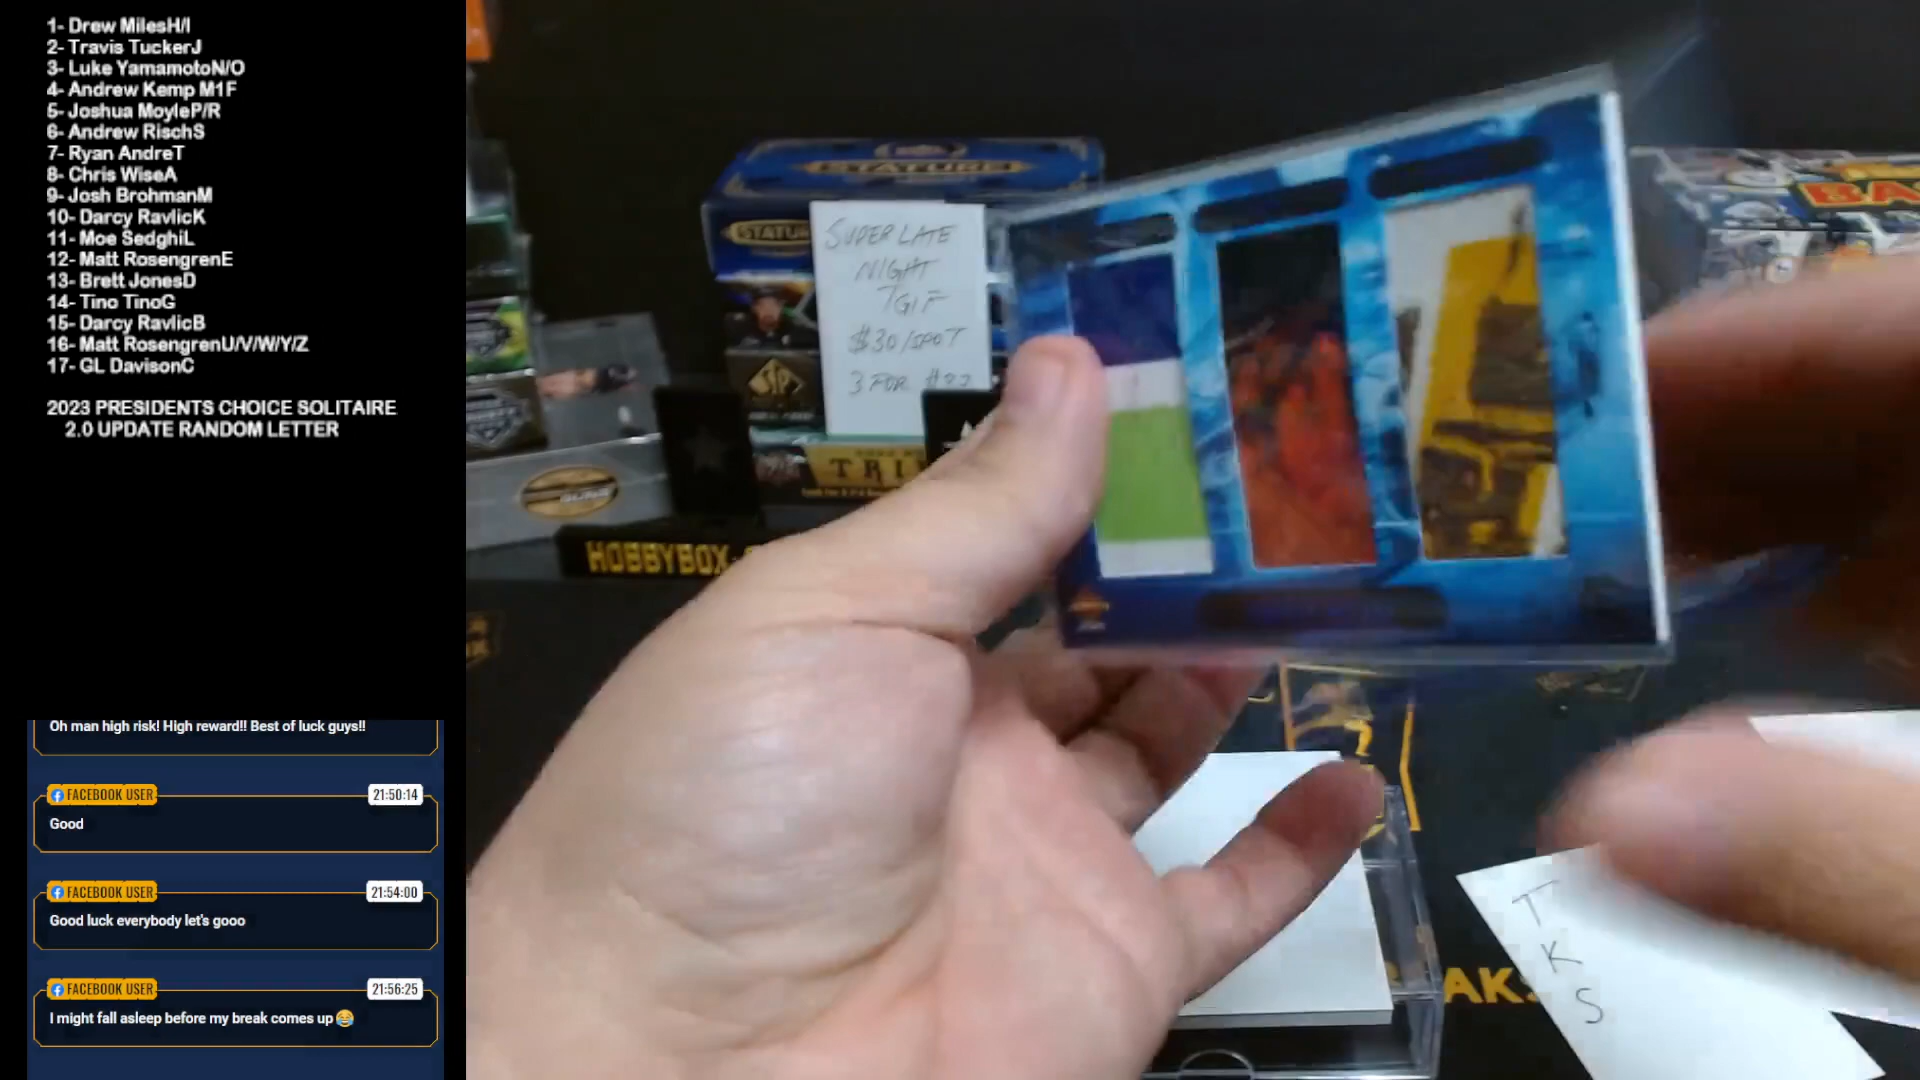 1- Drew MilesH/I
2- Travis TuckerJ
3- Luke YamamotoN/O
4- Andrew Kemp M1F
5- Joshua MoyleP/R
6- Andrew RischS
7- Ryan AndreT
8- Chris WiseA
9- Josh BrohmanM
10- Darcy RavlicK
11- Moe SedghiL
12- Matt RosengrenE
13- Brett JonesD
14- Tino TinoG
15- Darcy RavlicB
16- Matt RosengrenU/V/W/Y/Z
17- GL DavisonC
2023 PRESIDENTS CHOICE SOLITAIRE
2.0 UPDATE RANDOM LETTER
Oh man high risk! High reward!! Best of luck guys!!
FACEBOOK USER 21:50:14
Good
FACEBOOK USER 21:54:00
Good luck everybody let's gooo
FACEBOOK USER 21:56:25
I might fall asleep before my break comes up 😂
STATURE
SUPER LATE
NIGHT
TGIF
$30/SPOT
3 FOR
SP
HOBBYBOX
T
K
S